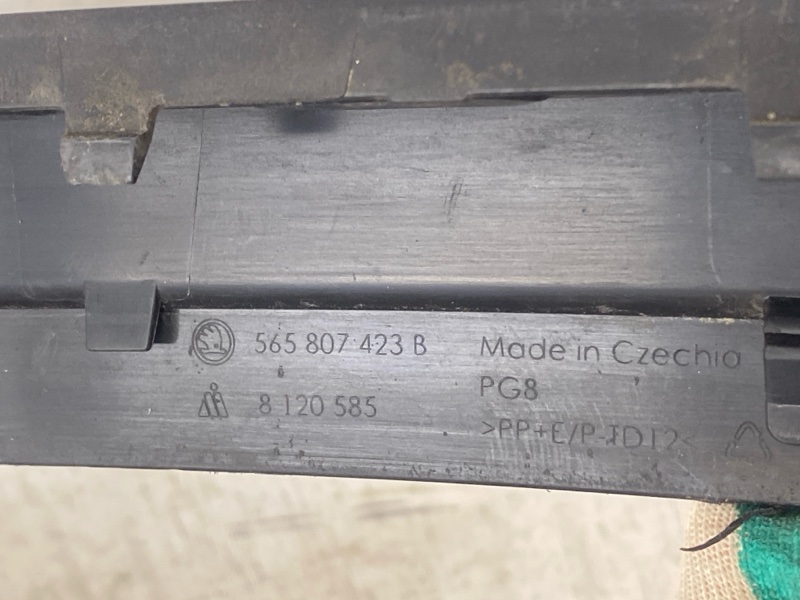 565 807 423 B
8 120 585
Made in Czechia
PG8
>PP+E/P-TD12<